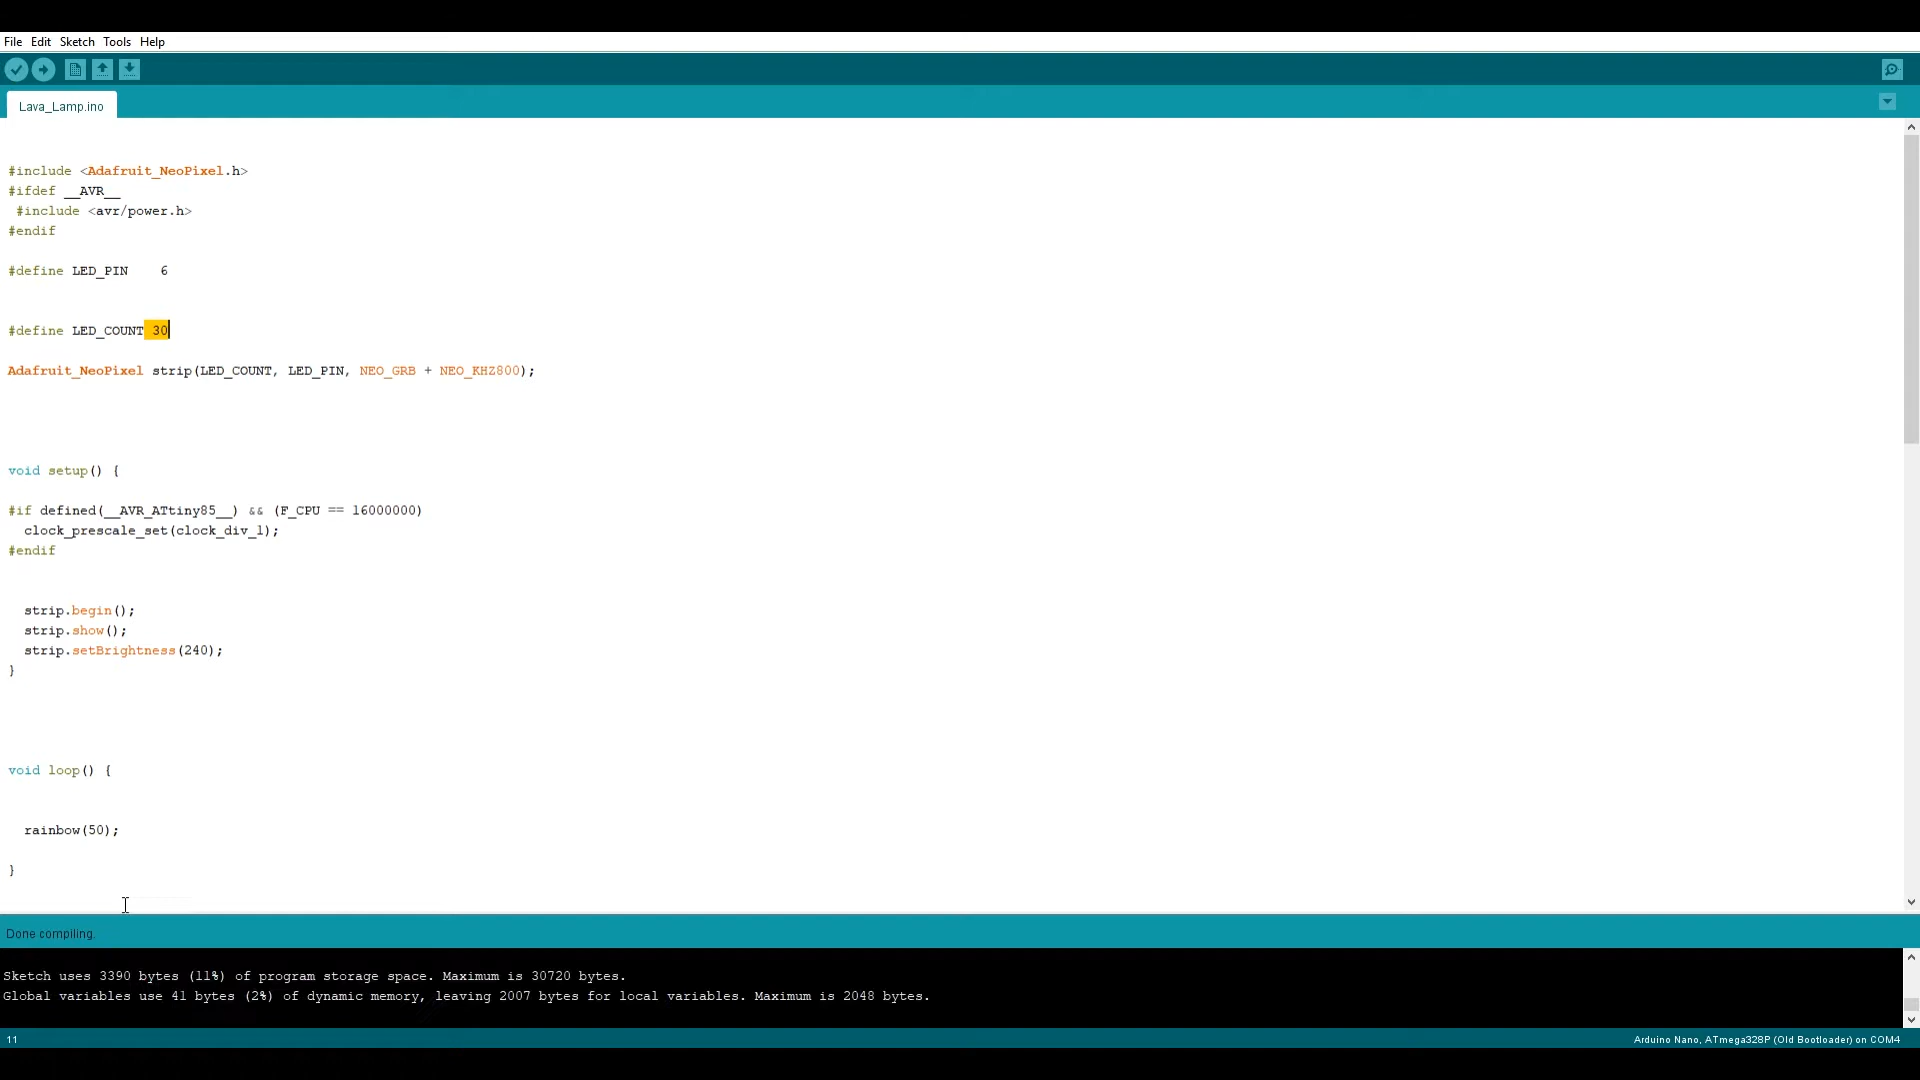 File Edit Sketch Tools Help
Lava_Lamp.ino
#include <Adafruit_NeoPixel.h>
#ifdef __AVR__
#include <avr/power.h>
#endif
#define LED_PIN    6
#define LED_COUNT 30
Adafruit_NeoPixel strip(LED_COUNT, LED_PIN, NEO_GRB + NEO_KHZ800);
void setup() {
#if defined(__AVR_ATtiny85__) && (F_CPU == 16000000)
clock_prescale_set(clock_div_1);
#endif
strip.begin();
strip.show();
strip.setBrightness(240);
}
void loop() {
rainbow(50);
}
Done compiling.
Sketch uses 3390 bytes (11%) of program storage space. Maximum is 30720 bytes.
Global variables use 41 bytes (2%) of dynamic memory, leaving 2007 bytes for local variables. Maximum is 2048 bytes.
11
Arduino Nano, ATmega328P (Old Bootloader) on COM4